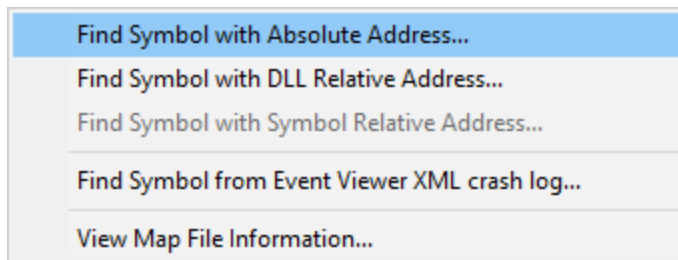 Find Symbol with Absolute Address...
Find Symbol with DLL Relative Address...
Find Symbol with Symbol Relative Address...
Find Symbol from Event Viewer XML crash log...
View Map File Information...